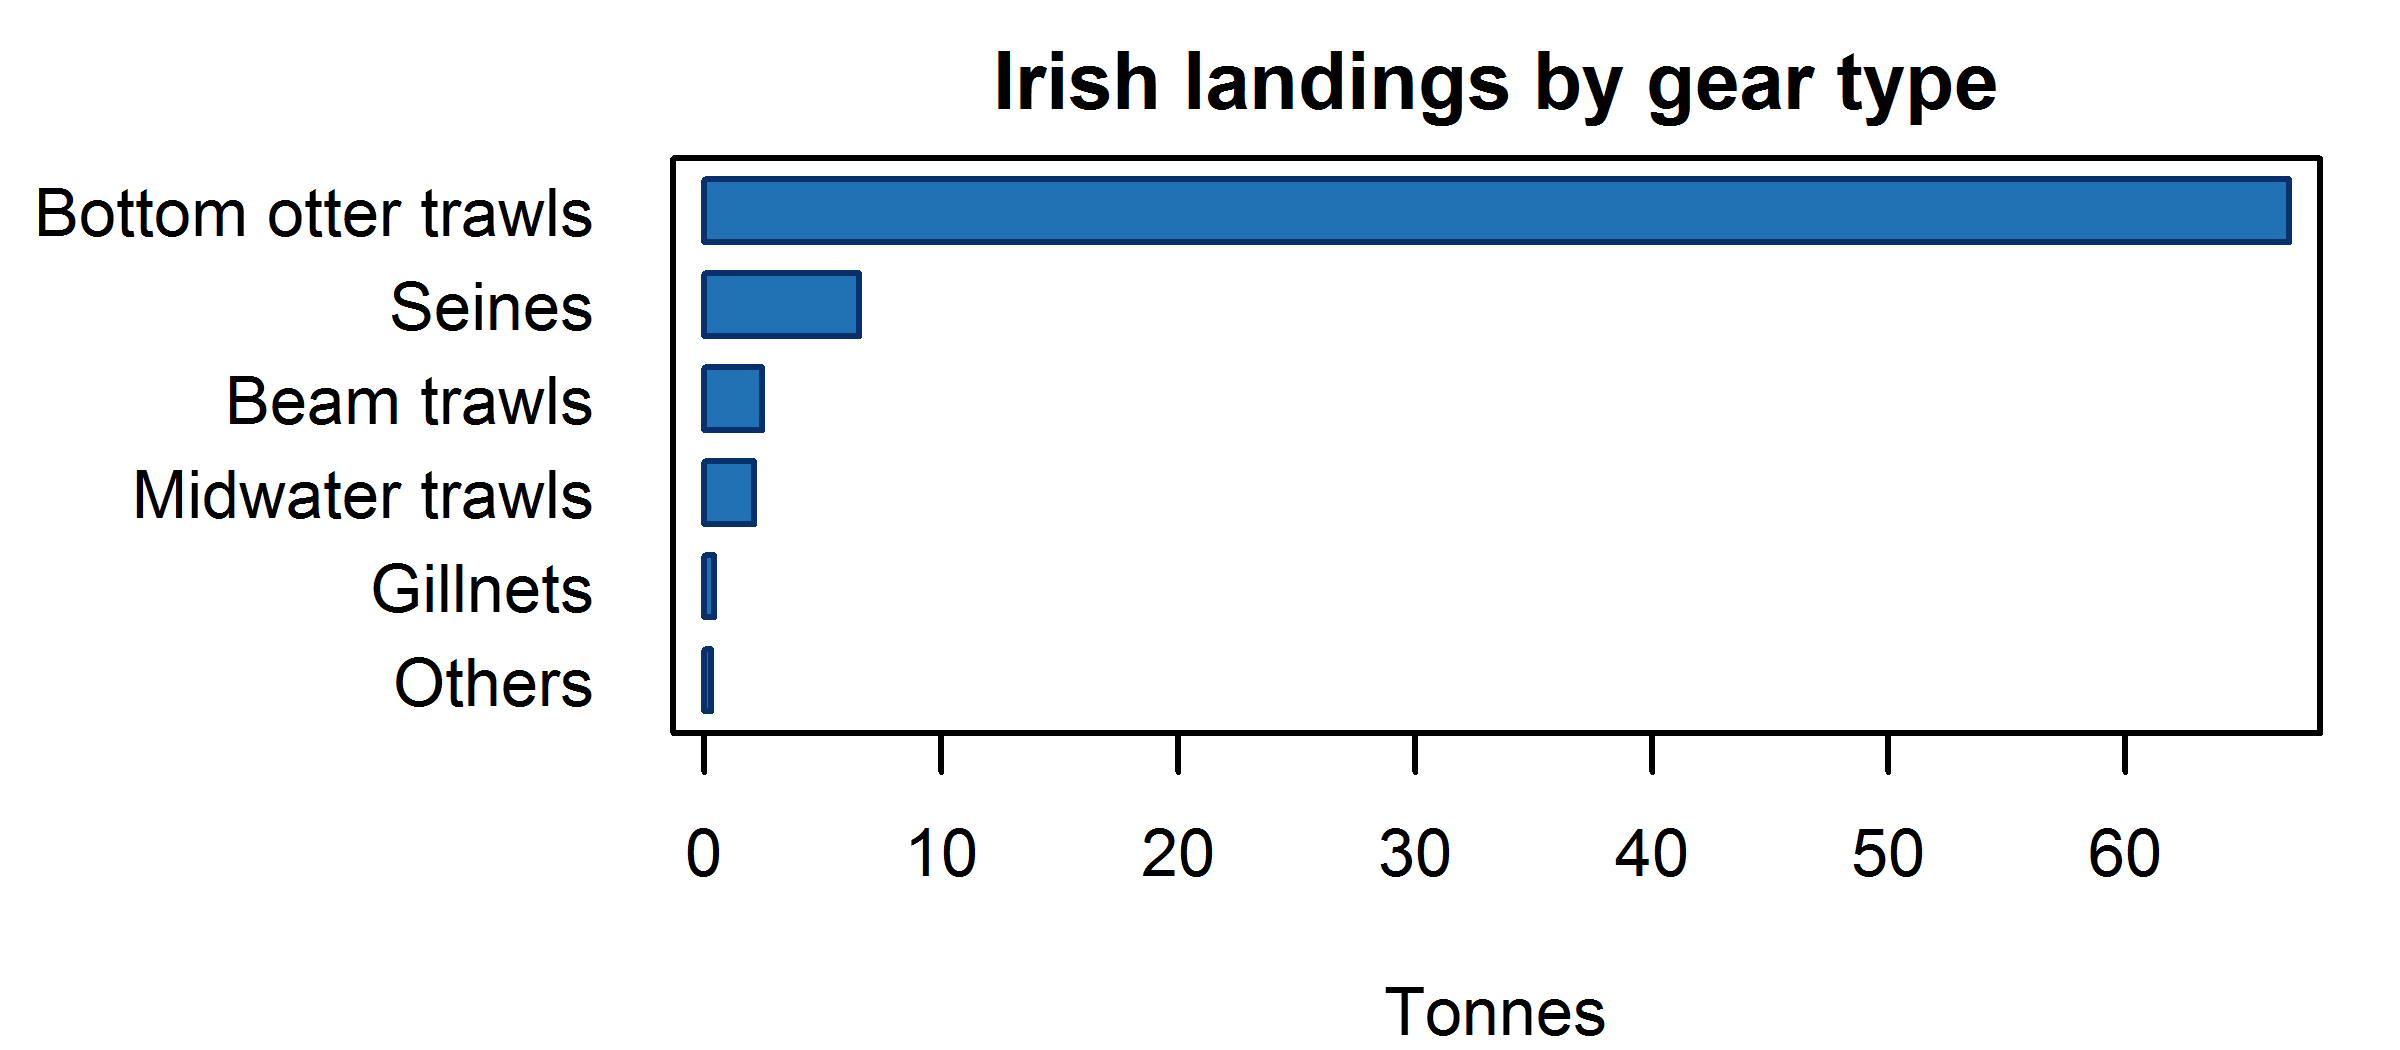 Irish landings by gear type
Bottom otter trawls
Seines
Beam trawls
Midwater trawls
Gillnets
Others
0 10 20 30 40 50 60
Tonnes